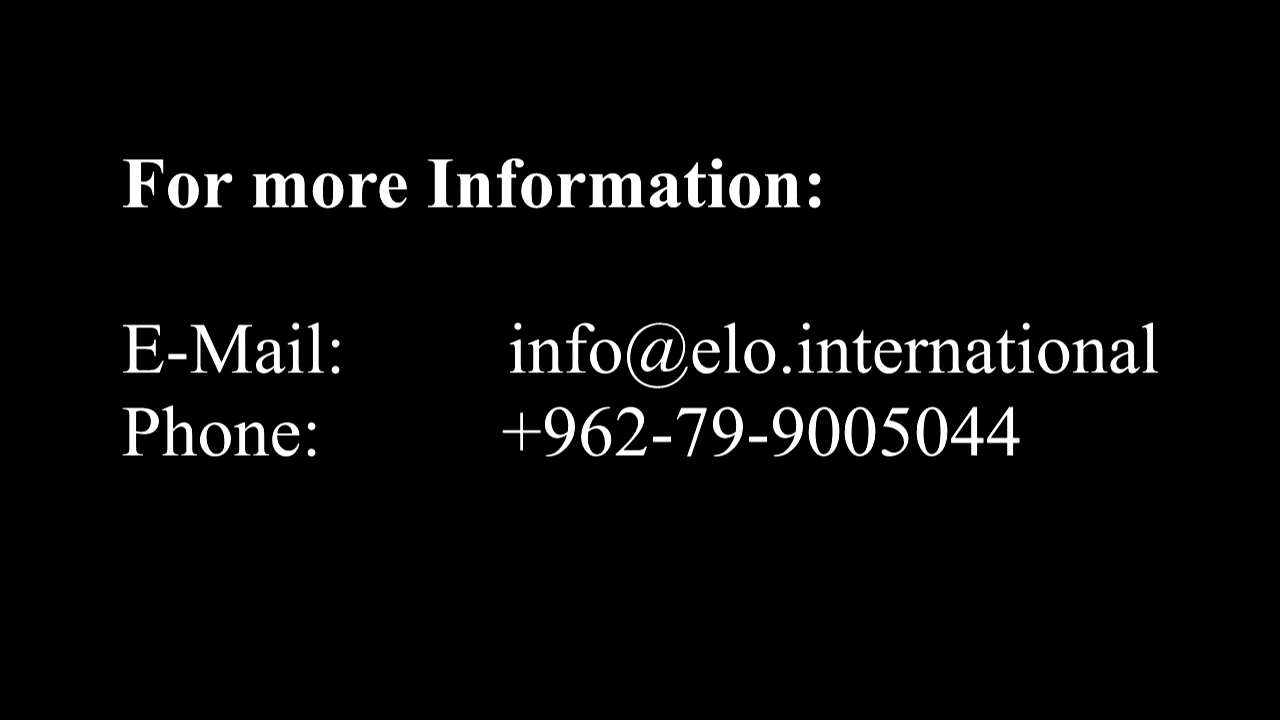 For more Information:
E-Mail: info@elo.international
Phone: +962-79-9005044